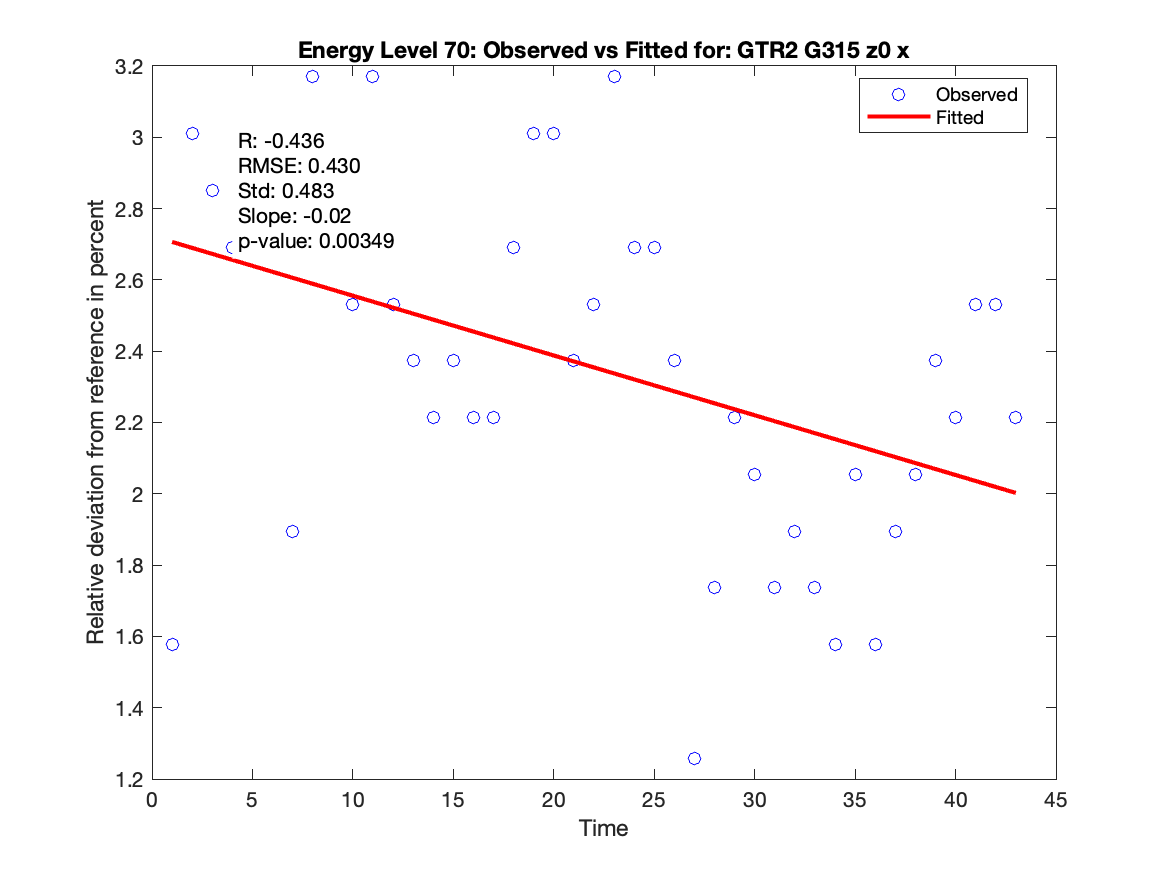 Energy Level 70: Observed vs Fitted for: GTR2 G315 z0 x
Observed
Fitted
R: -0.436
RMSE: 0.430
Std: 0.483
Slope: -0.02
p-value: 0.00349
Relative deviation from reference in percent
3.2
3
2.8
2.6
2.4
2.2
2
1.8
1.6
1.4
1.2
0
5
10
15
20
25
30
35
40
45
Time